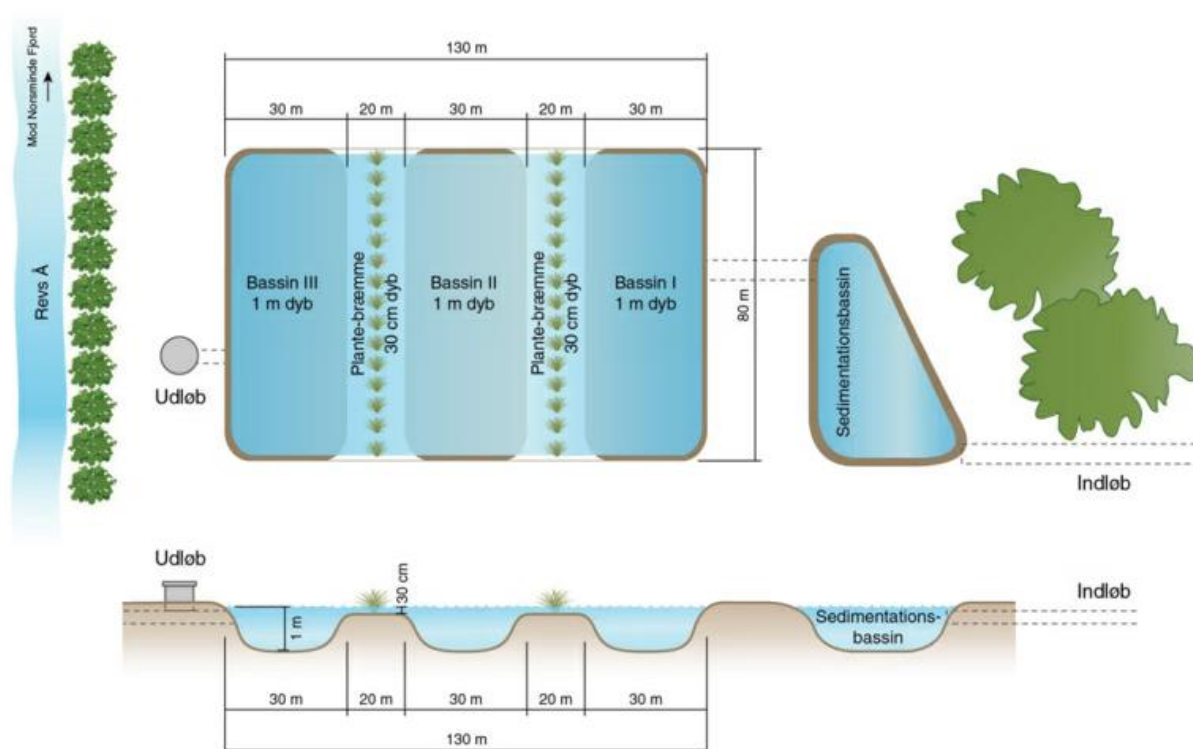 Mod Norsminde Fjord
Revs Å
130 m
30 m
20 m
30 m
20 m
30 m
Bassin III
1 m dyb
Plante-bræmme
30 cm dyb
Bassin II
1 m dyb
Plante-bræmme
30 cm dyb
Bassin I
1 m dyb
80 m
Sedimentationsbassin
Udløb
Indløb
Udløb
30 cm
1 m
Sedimentations-
bassin
Indløb
30 m
20 m
30 m
20 m
30 m
130 m